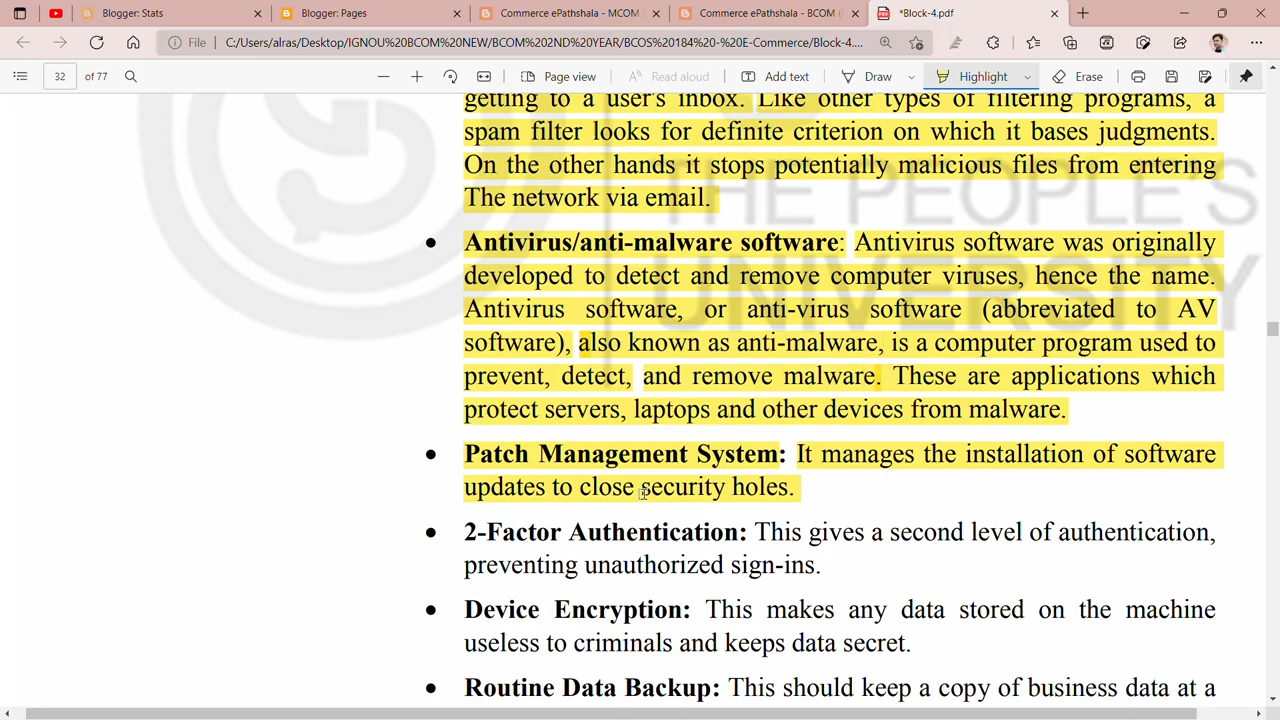 Blogger: Stats
Blogger: Pages
Commerce ePathshala - MCOM
Commerce ePathshala - BCOM (
*Block-4.pdf
File
C:/Users/alras/Desktop/IGNOU%20BCOM%20NEW/BCOM%202ND%20YEAR/BCOS%20184%20-%20E-Commerce/Block-4....
32 of 77
Page view
Read aloud
Add text
Draw
Highlight
Erase
getting to a user's inbox. Like other types of filtering programs, a
spam filter looks for definite criterion on which it bases judgments.
On the other hands it stops potentially malicious files from entering
The network via email.
THE PEOPLE'S
UNIVERSITY
• Antivirus/anti-malware software: Antivirus software was originally
developed to detect and remove computer viruses, hence the name.
Antivirus software, or anti-virus software (abbreviated to AV
software), also known as anti-malware, is a computer program used to
prevent, detect, and remove malware. These are applications which
protect servers, laptops and other devices from malware.
• Patch Management System: It manages the installation of software
updates to close security holes.
• 2-Factor Authentication: This gives a second level of authentication,
preventing unauthorized sign-ins.
• Device Encryption: This makes any data stored on the machine
useless to criminals and keeps data secret.
• Routine Data Backup: This should keep a copy of business data at a